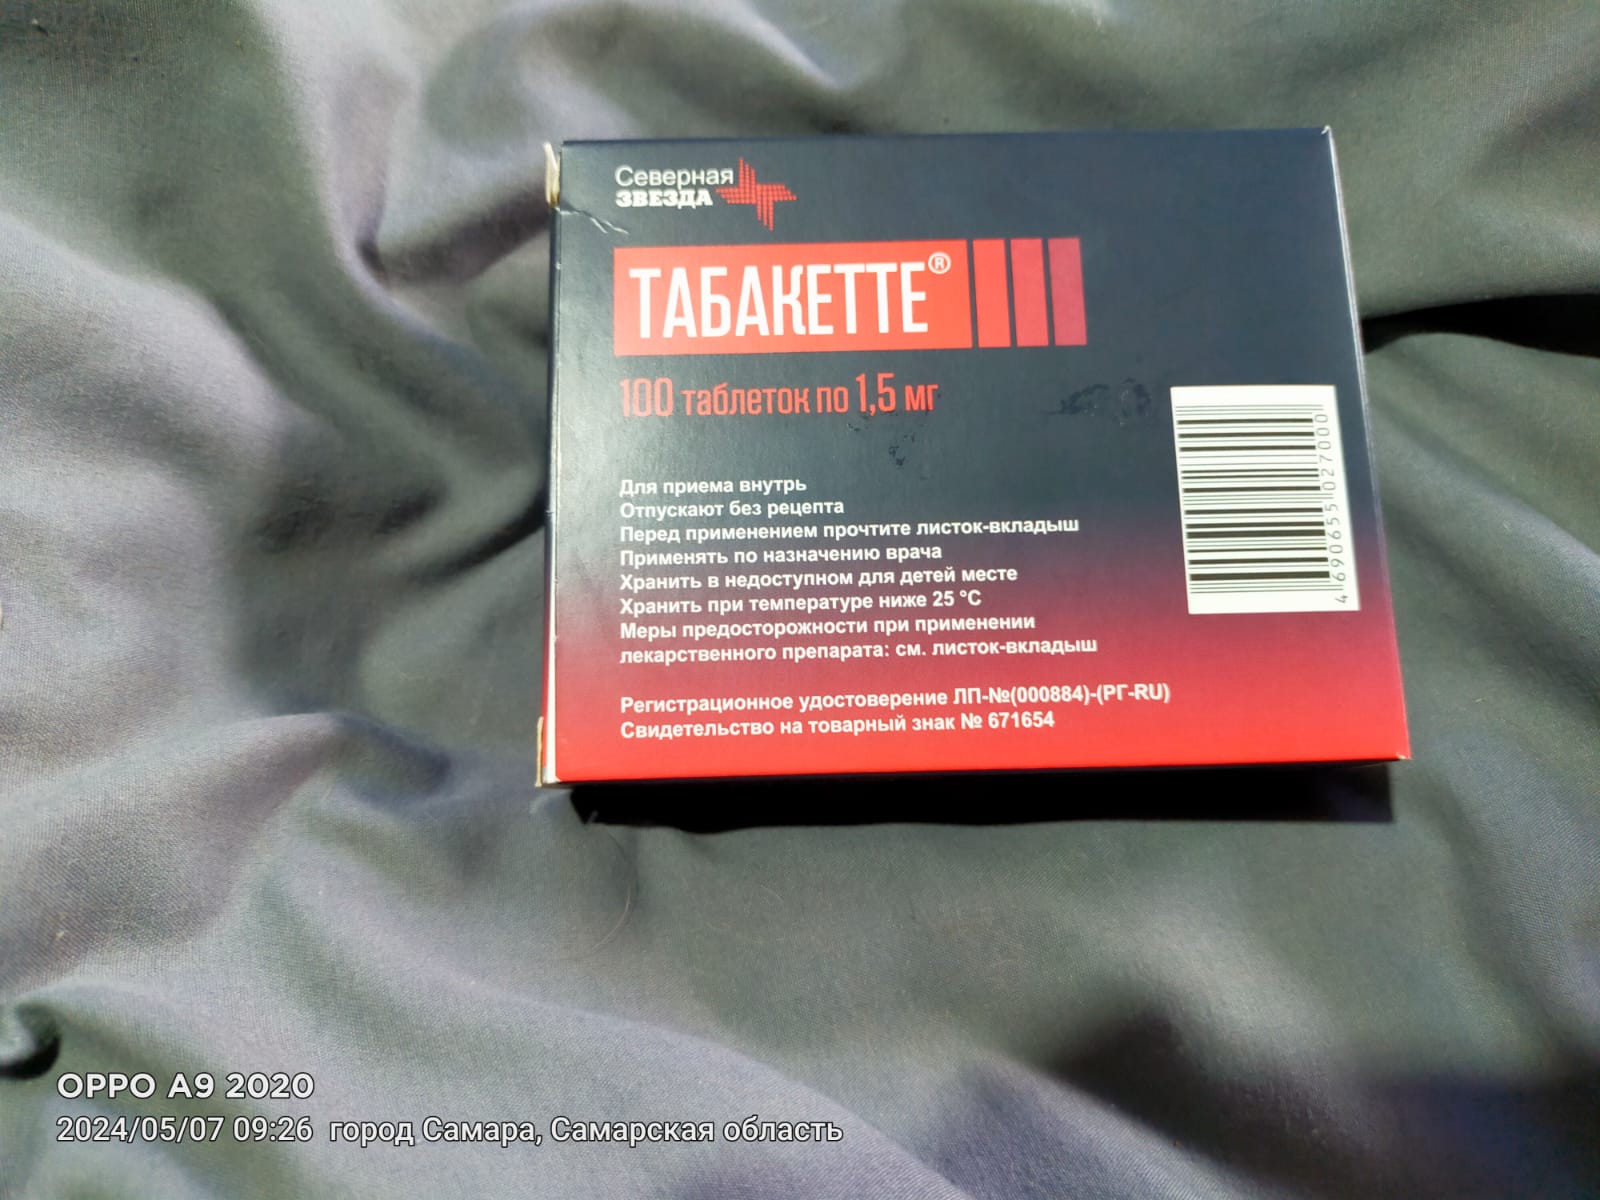 Северная
ЗВЕЗДА
ТАБАКЕТТЕ®
100 таблеток по 1,5 мг
Для приема внутрь
Отпускают без рецепта
Перед применением прочтите листок-вкладыш
Применять по назначению врача
Хранить в недоступном для детей месте
Хранить при температуре ниже 25 °C
Меры предосторожности при применении
лекарственного препарата: см. листок-вкладыш
Регистрационное удостоверение ЛП-№(000884)-(РГ-RU)
Свидетельство на товарный знак № 671654
4 690655 027000
OPPO A9 2020
2024/05/07 09:26 город Самара, Самарская область